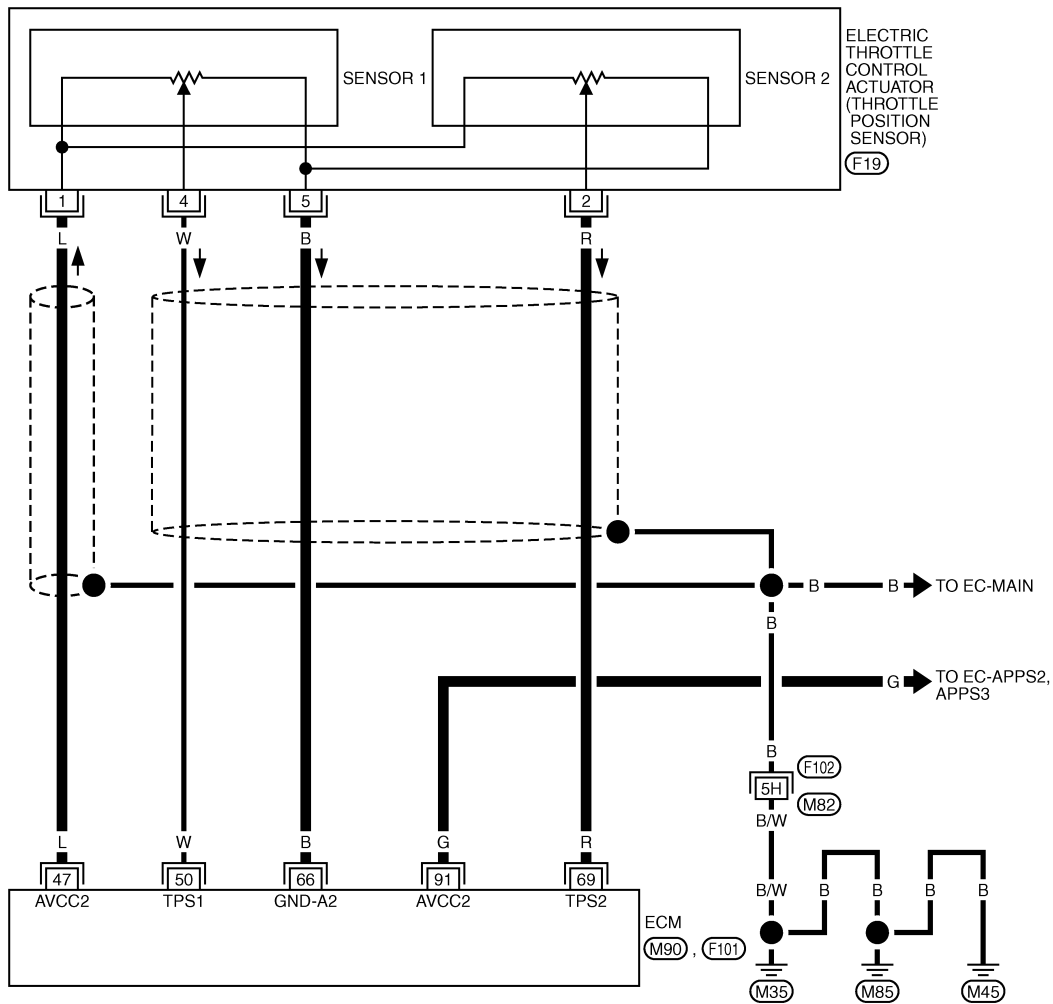 ELECTRIC
THROTTLE
CONTROL
ACTUATOR
(THROTTLE
POSITION
SENSOR)
F19
SENSOR 1
SENSOR 2
1
4
5
2
L
W
B
R
B
B
TO EC-MAIN
B
G
TO EC-APPS2,
APPS3
B
F102
5H
M82
B/W
L
W
B
G
R
47
50
66
91
69
AVCC2
TPS1
GND-A2
AVCC2
TPS2
B/W
B
B
B
B
ECM
M90 , F101
M35
M85
M45